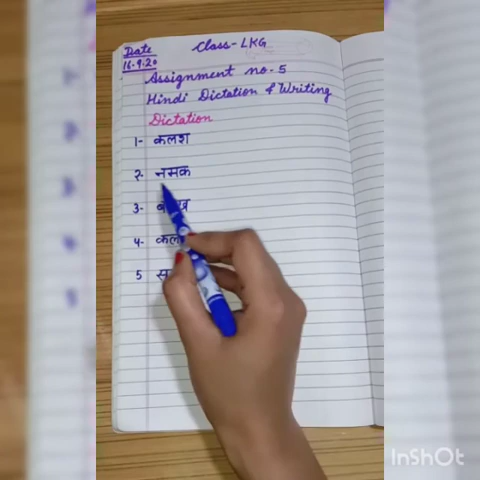 Date
16.9.20
Class - LKG
Assignment no. 5
Hindi Dictation & Writing
Dictation
1- कलश
2- नमक
3-
4-
5
InShOt